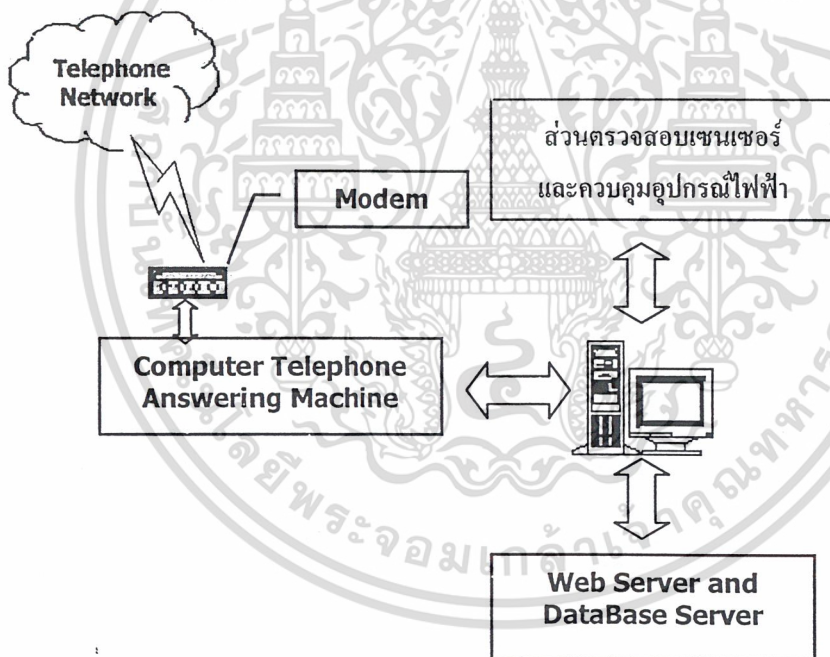 Telephone
Network
ส่วนตรวจสอบเซนเซอร์
และควบคุมอุปกรณ์ไฟฟ้า
Modem
Computer Telephone
Answering Machine
Web Server and
DataBase Server